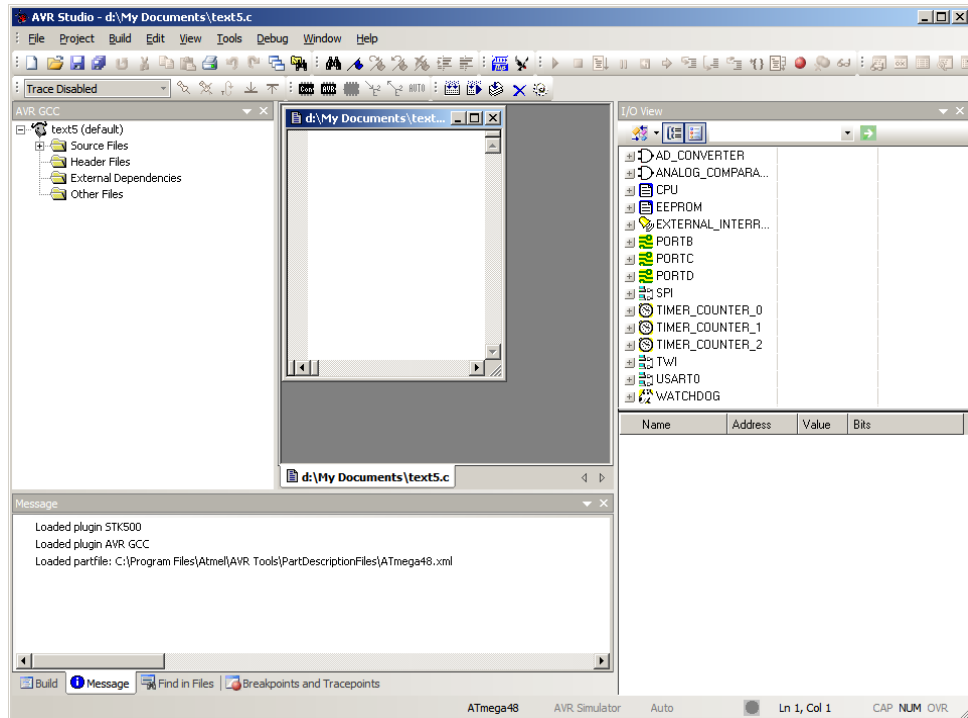 AVR Studio - d:\My Documents\text5.c
File Project Build Edit View Tools Debug Window Help
Trace Disabled
Con AVR AUTO
AVR GCC
text5 (default)
Source Files
Header Files
External Dependencies
Other Files
d:\My Documents\text...
d:\My Documents\text5.c
I/O View
AD_CONVERTER
ANALOG_COMPARA...
CPU
EEPROM
EXTERNAL_INTERR...
PORTB
PORTC
PORTD
SPI
TIMER_COUNTER_0
TIMER_COUNTER_1
TIMER_COUNTER_2
TWI
USART0
WATCHDOG
Name Address Value Bits
Message
Loaded plugin STK500
Loaded plugin AVR GCC
Loaded partfile: C:\Program Files\Atmel\AVR Tools\PartDescriptionFiles\ATmega48.xml
Build Message Find in Files Breakpoints and Tracepoints
ATmega48 AVR Simulator Auto Ln 1, Col 1 CAP NUM OVR